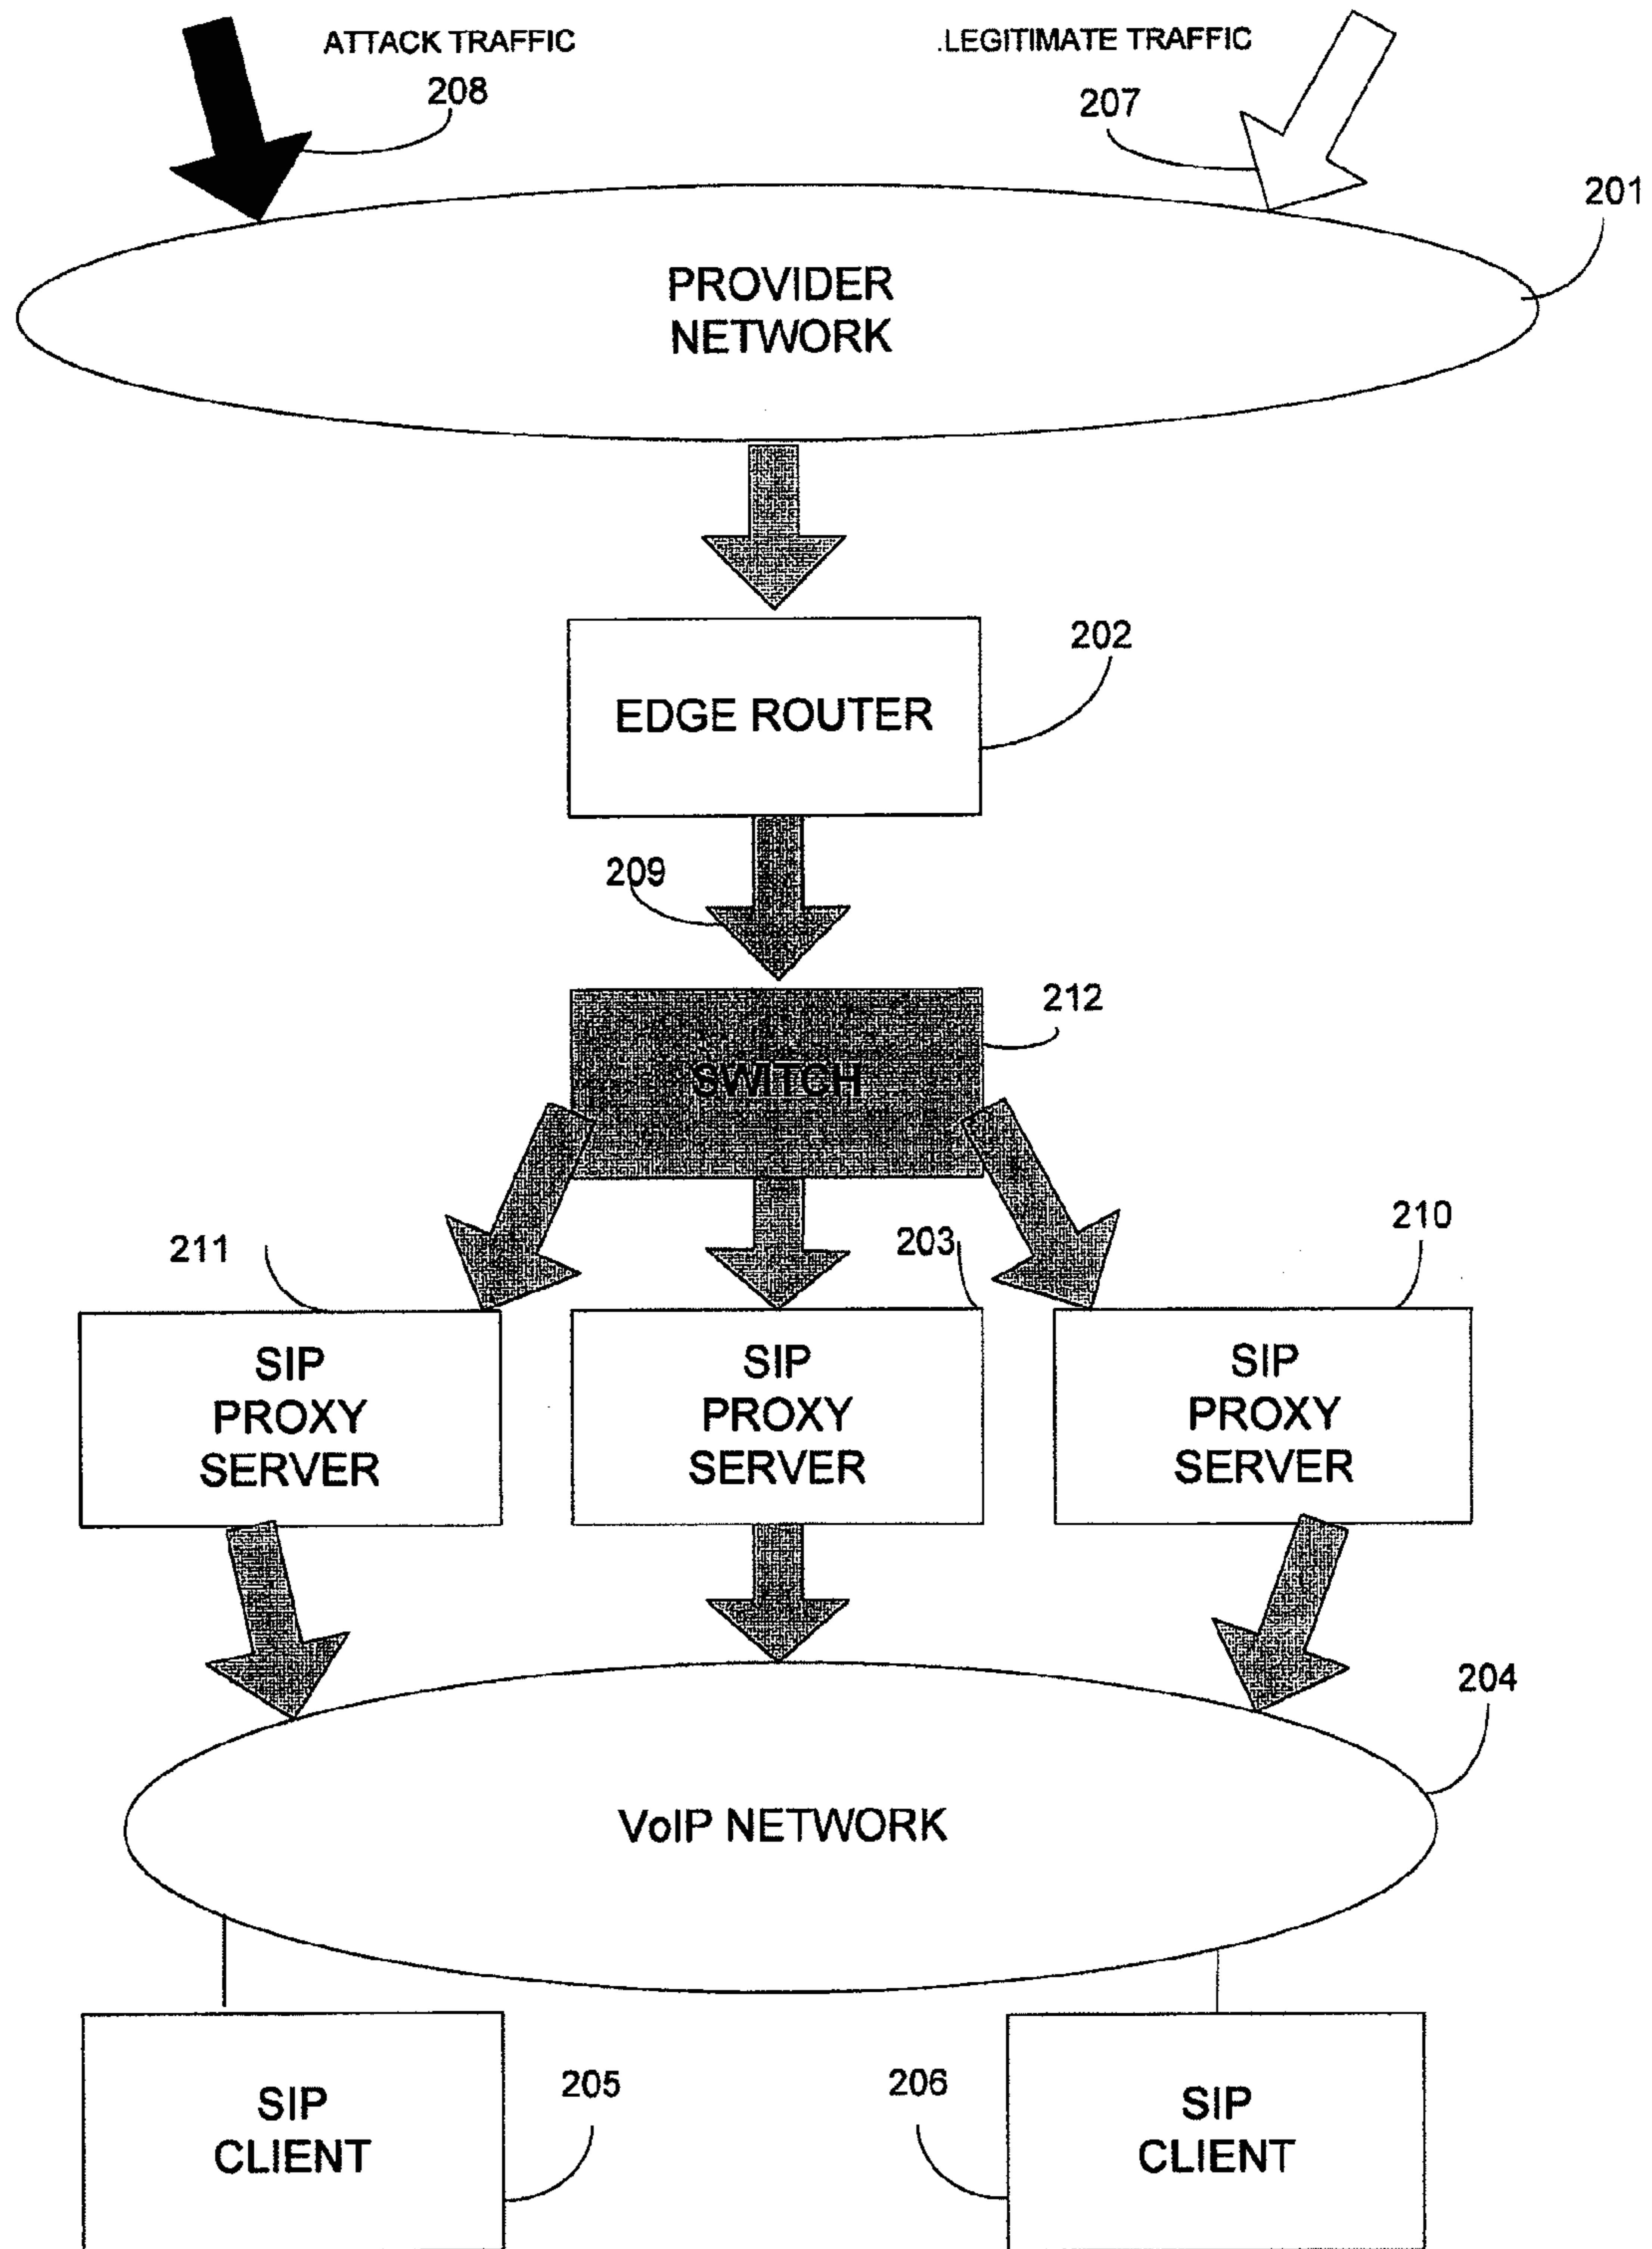 ATTACK TRAFFIC
208
.LEGITIMATE TRAFFIC
207
201
PROVIDER
NETWORK
202
EDGE ROUTER
209
212
SWITCH
211
203
210
SIP
PROXY
SERVER
SIP
PROXY
SERVER
SIP
PROXY
SERVER
204
VoIP NETWORK
205
206
SIP
CLIENT
SIP
CLIENT